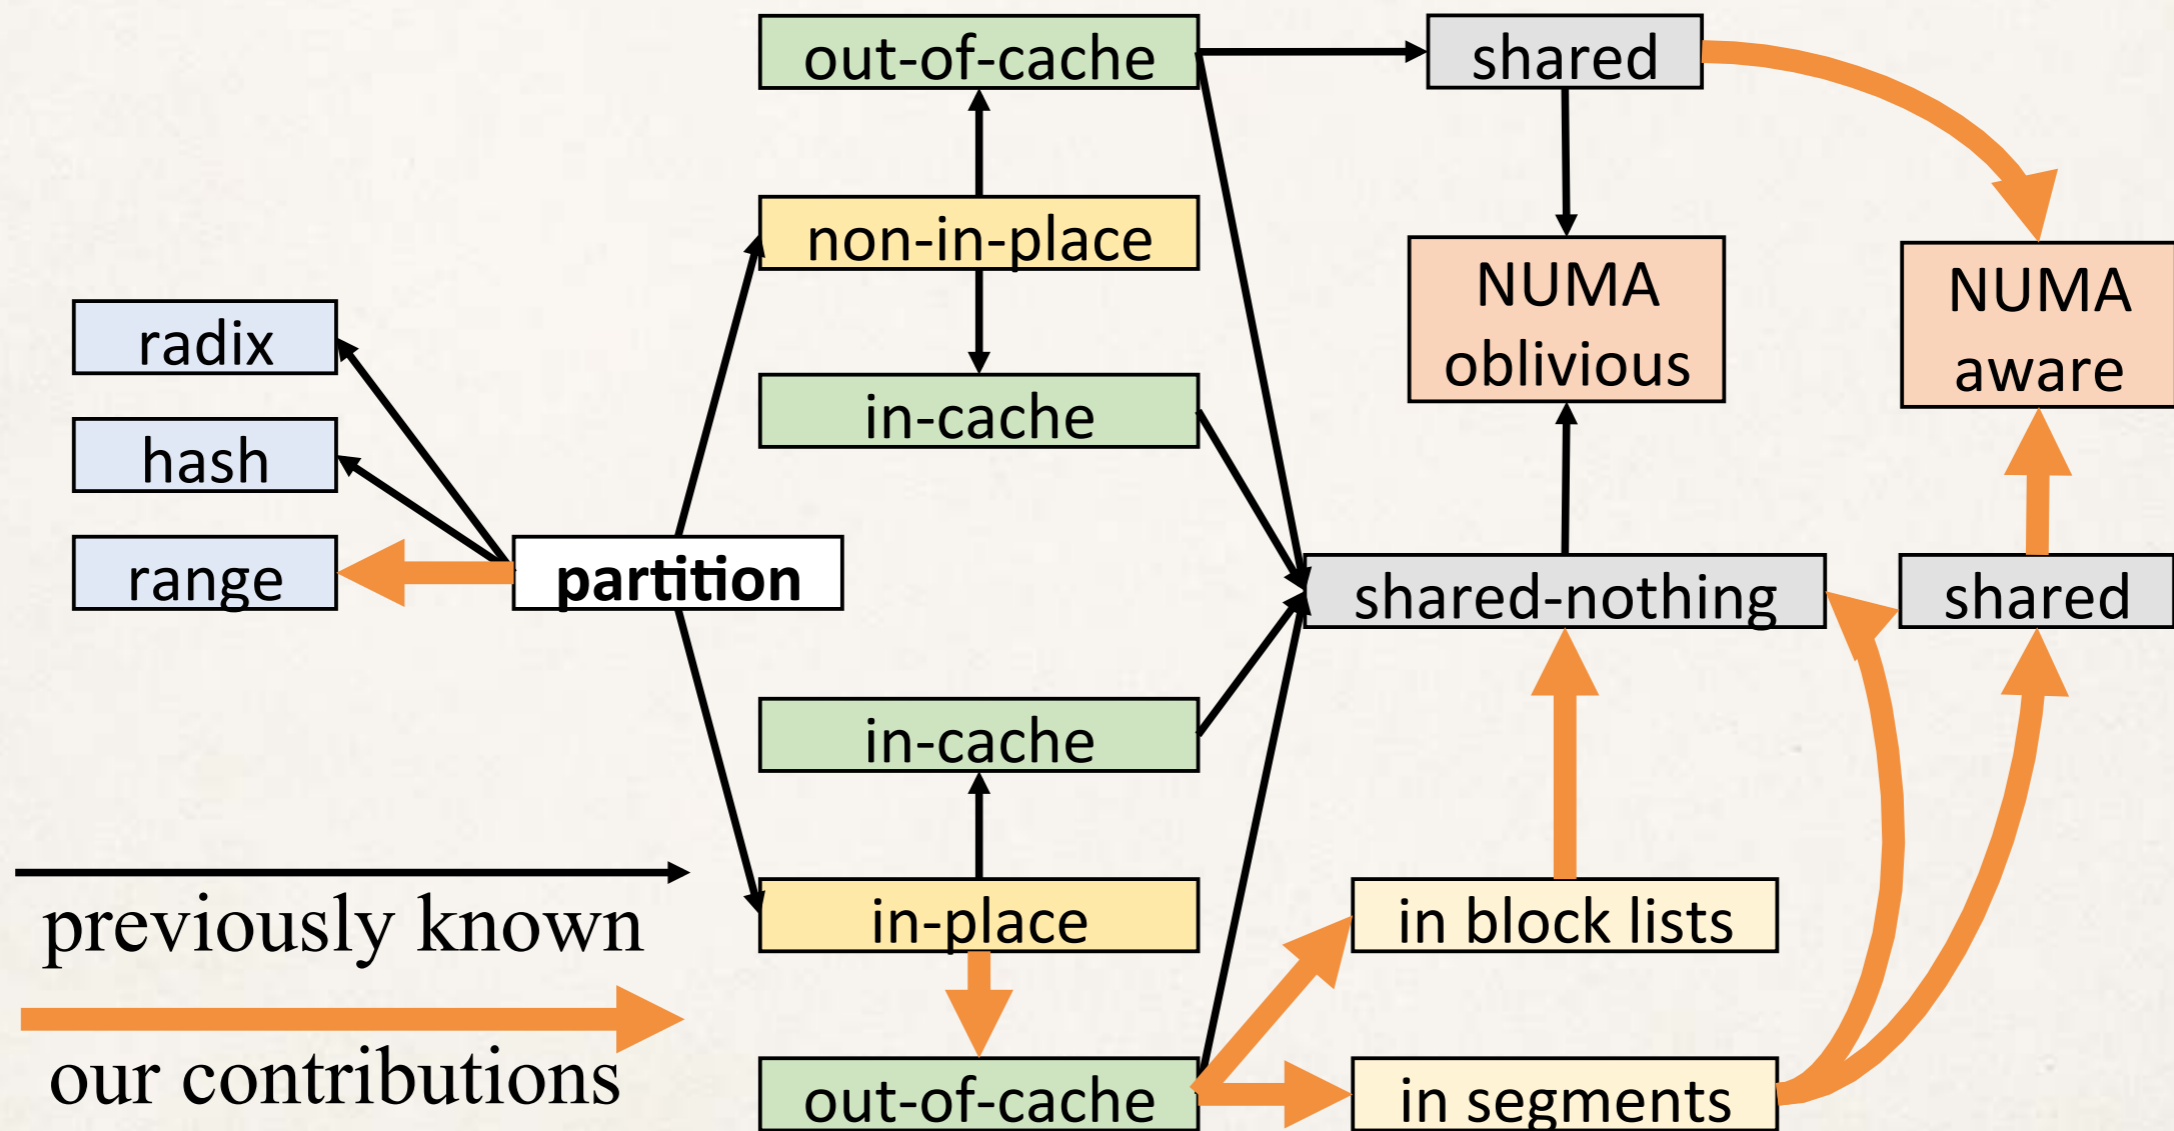 out-of-cache
shared
non-in-place
NUMA
oblivious
NUMA
aware
radix
in-cache
hash
range
partition
shared-nothing
shared
in-cache
previously known
in-place
in block lists
our contributions
out-of-cache
in segments